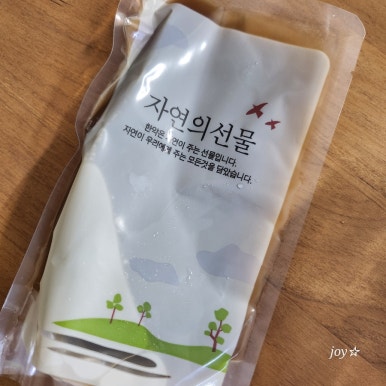 자연의선물
한약은 자연이 주는 선물입니다.
자연이 우리에게 주는 모든것을 담았습니다.
joy☆